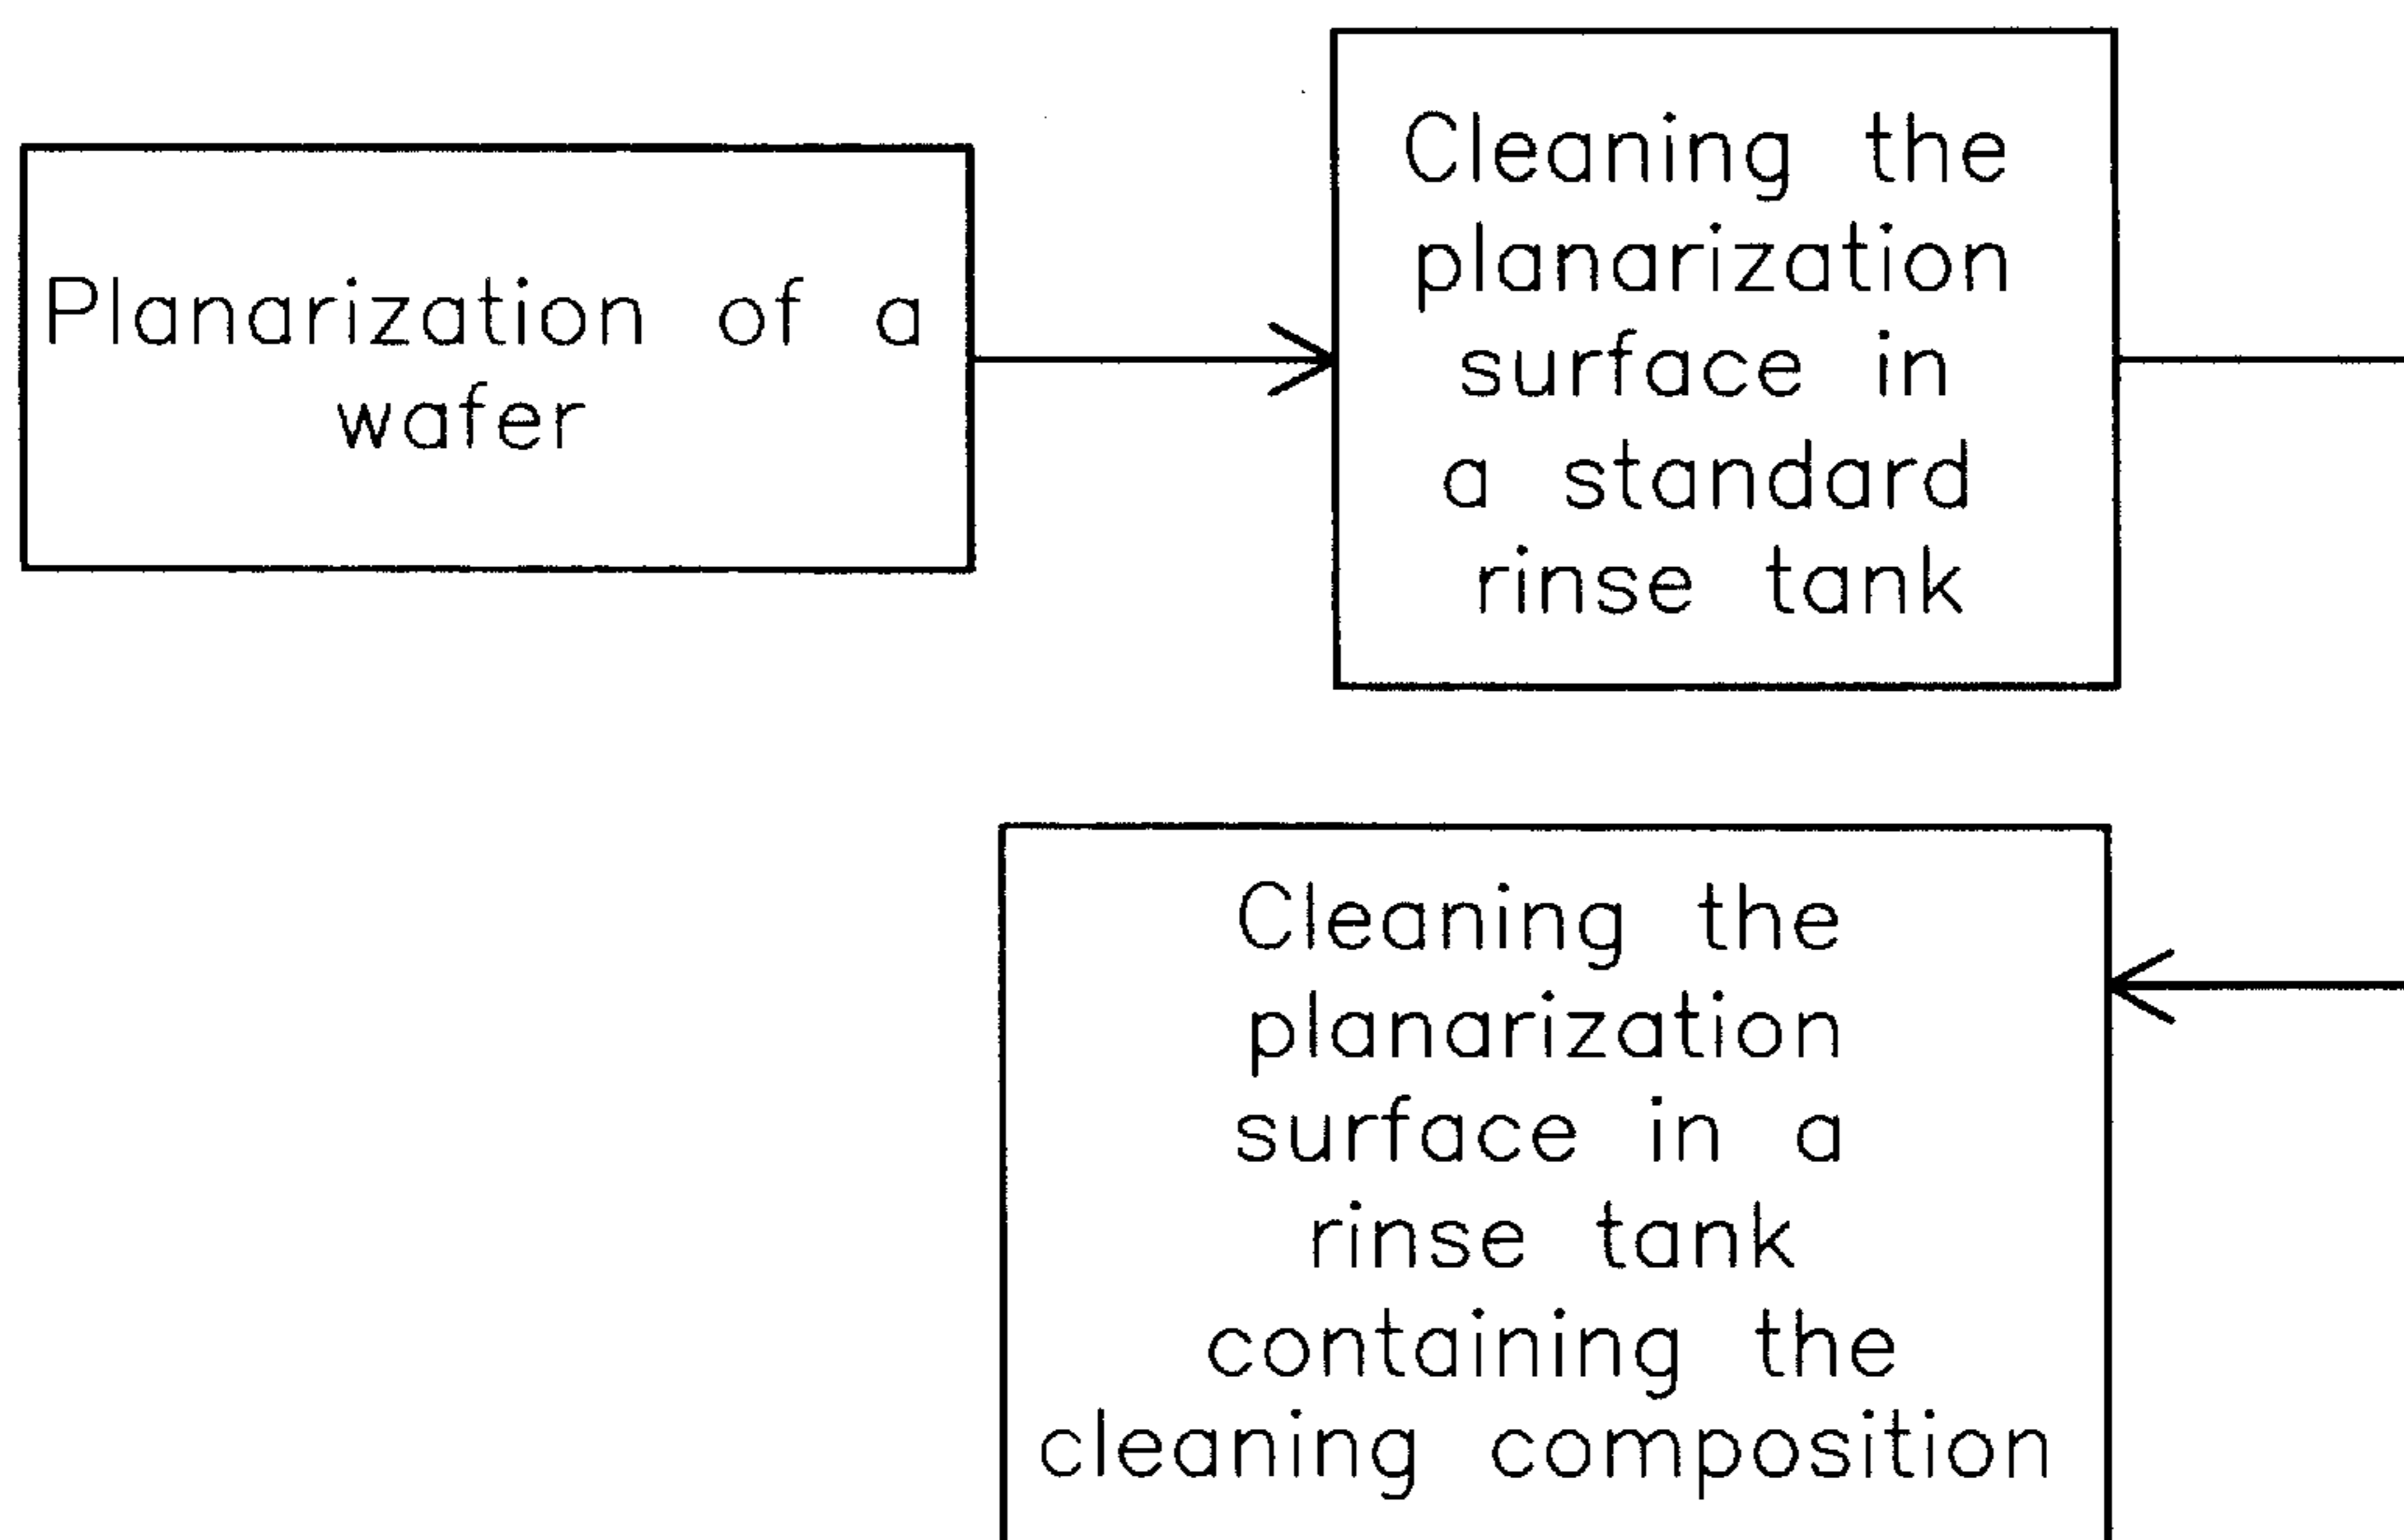 Planarization of a
wafer
Cleaning the
planarization
surface in
a standard
rinse tank
Cleaning the
planarization
surface in a
rinse tank
containing the
cleaning composition